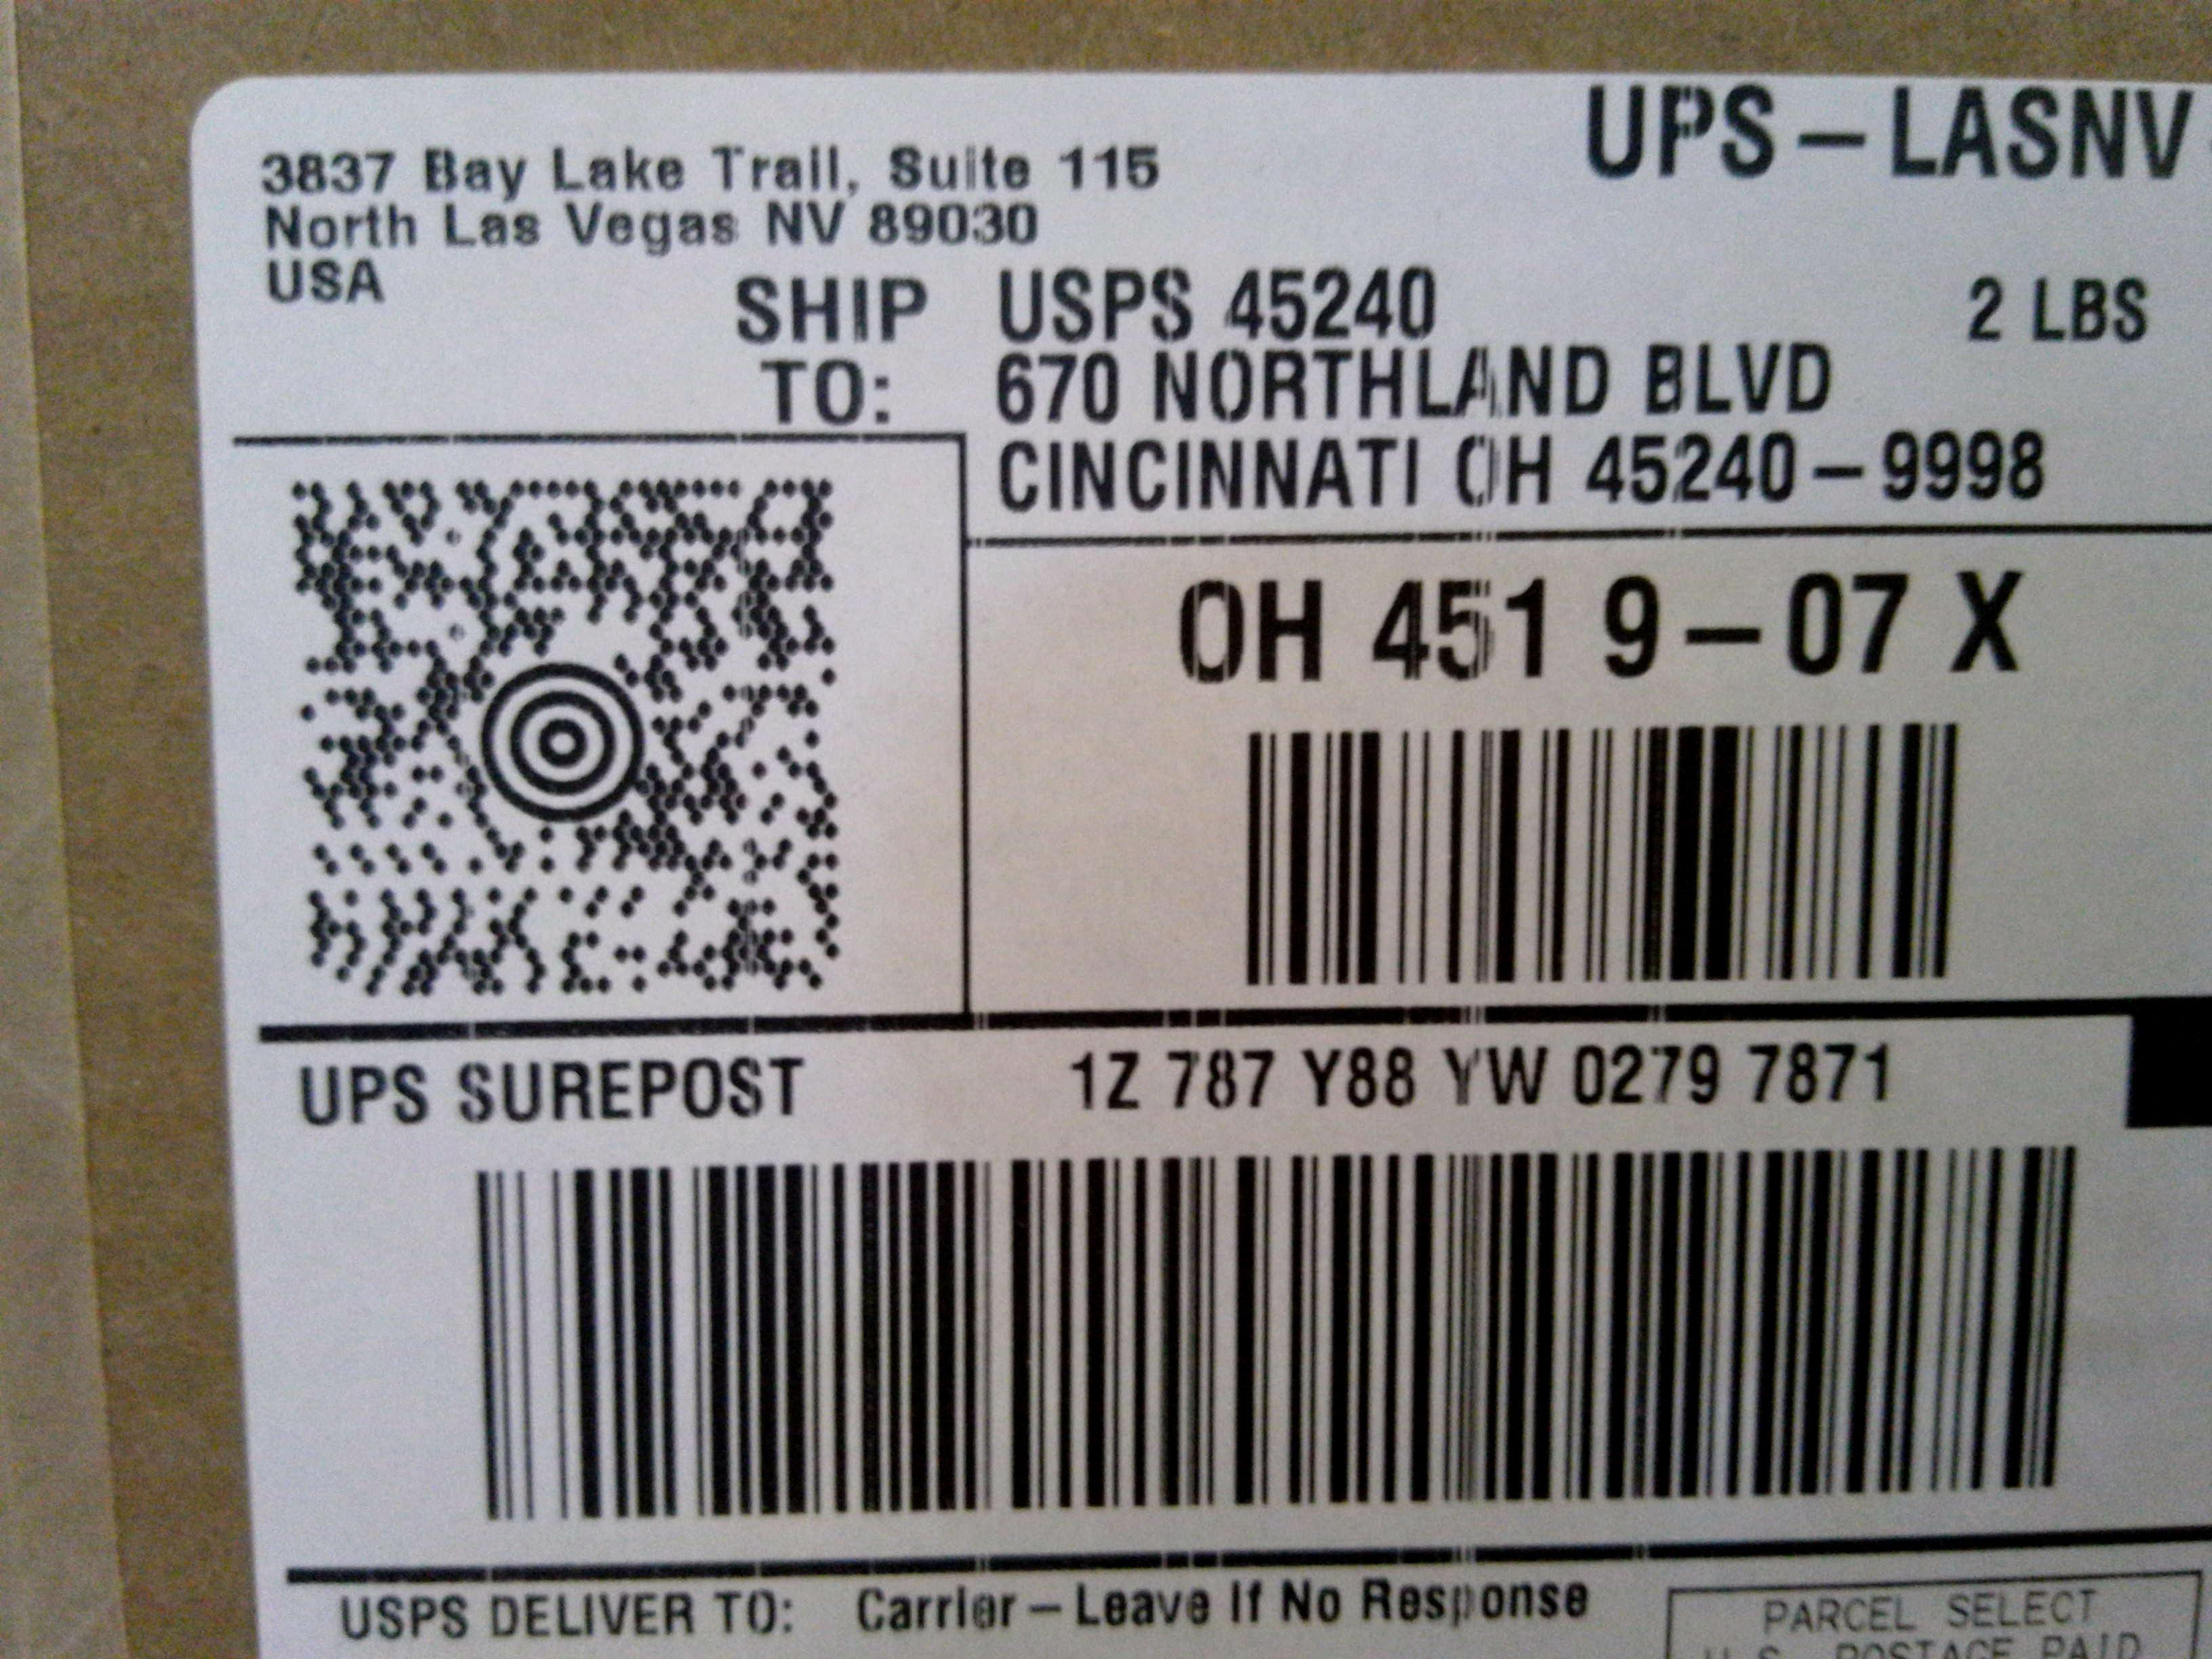 UPS – LASNV
3837 Bay Lake Trail, Suite 115
North Las Vegas NV 89030
USA
SHIP TO:
USPS 45240
2 LBS
670 NORTHLAND BLVD
CINCINNATI OH 45240–9998
OH 451 9–07 X
UPS SUREPOST
1Z 787 Y88 YW 0279 7871
USPS DELIVER TO: Carrier – Leave If No Response
PARCEL SELECT
U.S. POSTAGE PAID